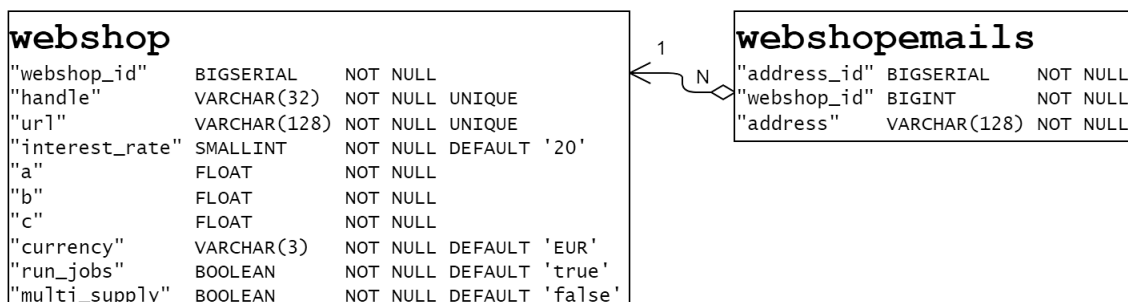 webshop
"webshop_id" BIGSERIAL NOT NULL
"handle" VARCHAR(32) NOT NULL UNIQUE
"url" VARCHAR(128) NOT NULL UNIQUE
"interest_rate" SMALLINT NOT NULL DEFAULT '20'
"a" FLOAT NOT NULL
"b" FLOAT NOT NULL
"c" FLOAT NOT NULL
"currency" VARCHAR(3) NOT NULL DEFAULT 'EUR'
"run_jobs" BOOLEAN NOT NULL DEFAULT 'true'
"multi_supply" BOOLEAN NOT NULL DEFAULT 'false'
1
N
webshopemails
"address_id" BIGSERIAL NOT NULL
"webshop_id" BIGINT NOT NULL
"address" VARCHAR(128) NOT NULL